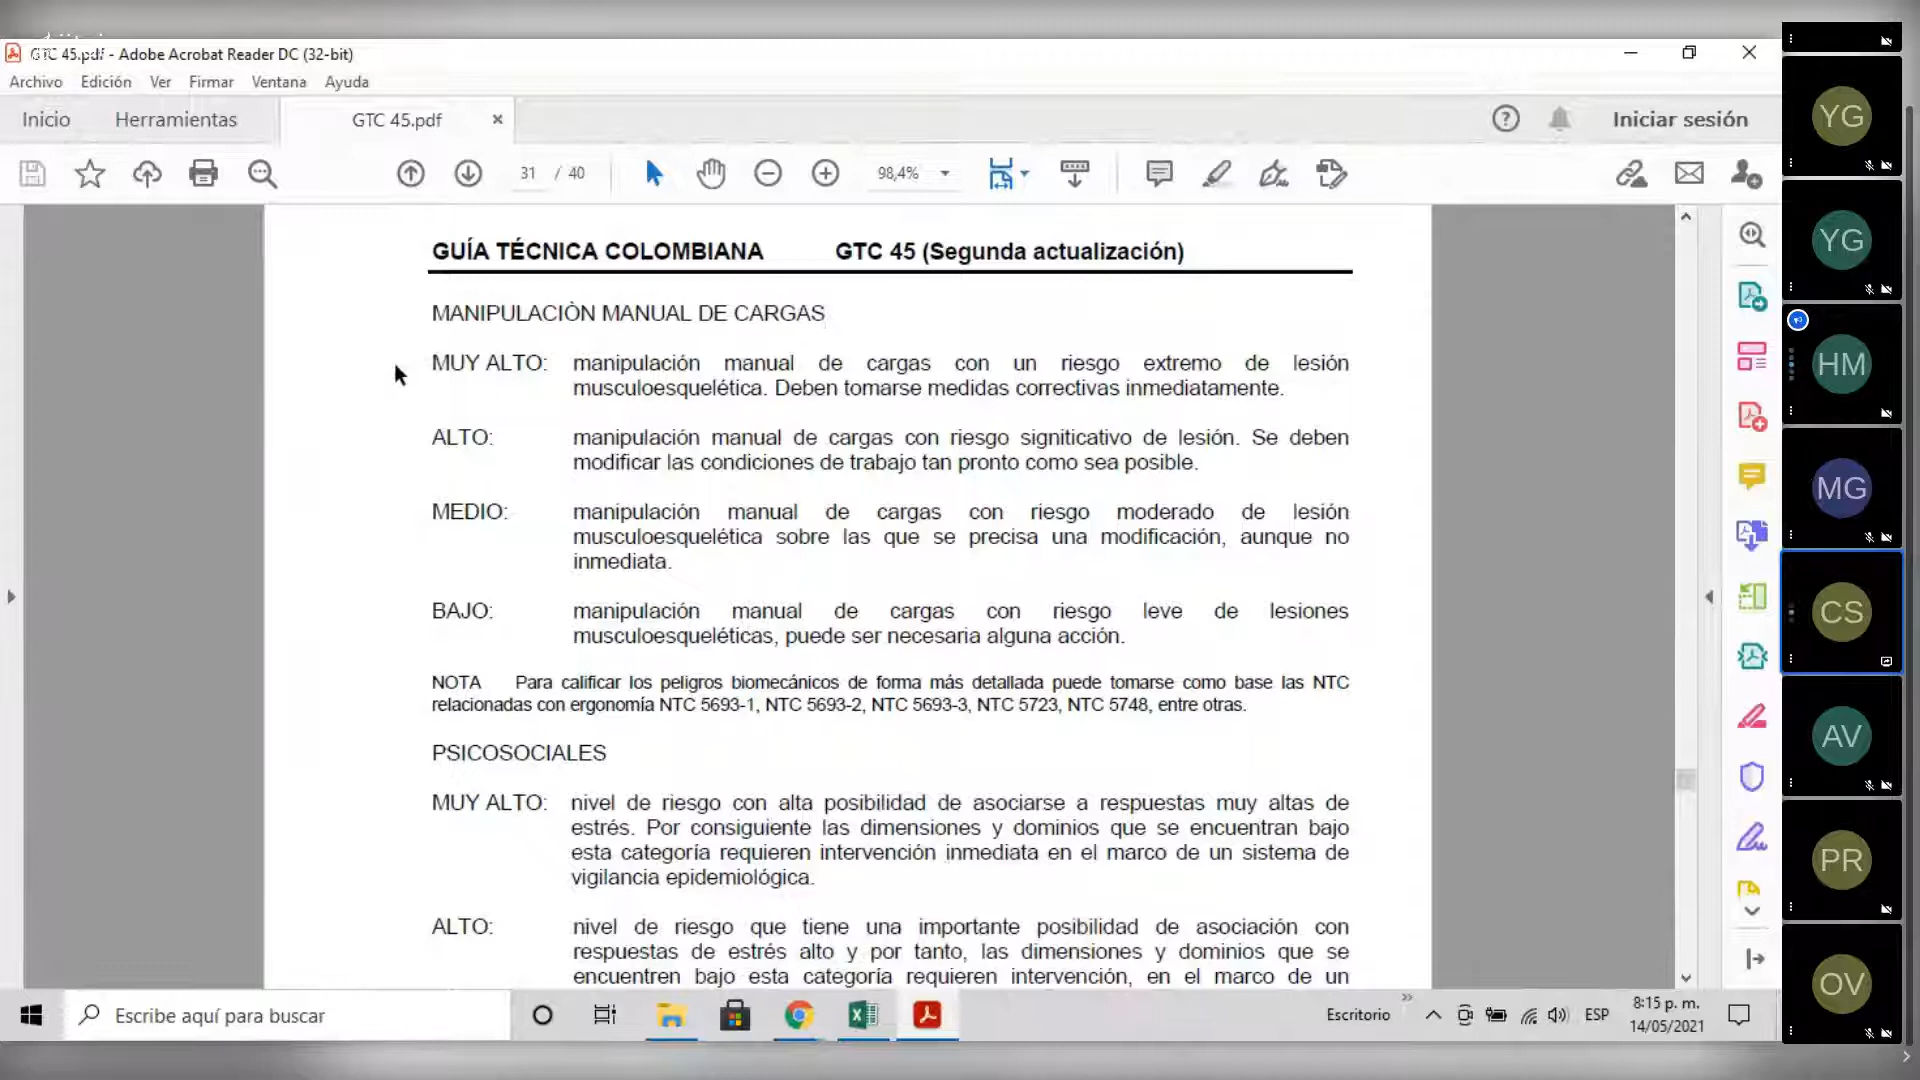 GTC 45.pdf - Adobe Acrobat Reader DC (32-bit)
Archivo Edición Ver Firmar Ventana Ayuda
Inicio Herramientas GTC 45.pdf × Iniciar sesión
31 / 40 98,4%
GUÍA TÉCNICA COLOMBIANA GTC 45 (Segunda actualización)
MANIPULACIÒN MANUAL DE CARGAS
MUY ALTO: manipulación manual de cargas con un riesgo extremo de lesión
musculoesquelética. Deben tomarse medidas correctivas inmediatamente.
ALTO: manipulación manual de cargas con riesgo signiticativo de lesión. Se deben
modificar las condiciones de trabajo tan pronto como sea posible.
MEDIO: manipulación manual de cargas con riesgo moderado de lesión
musculoesquelética sobre las que se precisa una modificación, aunque no
inmediata.
BAJO: manipulación manual de cargas con riesgo leve de lesiones
musculoesqueléticas, puede ser necesaria alguna acción.
NOTA Para calificar los peligros biomecánicos de forma más detallada puede tomarse como base las NTC
relacionadas con ergonomía NTC 5693-1, NTC 5693-2, NTC 5693-3, NTC 5723, NTC 5748, entre otras.
PSICOSOCIALES
MUY ALTO: nivel de riesgo con alta posibilidad de asociarse a respuestas muy altas de
estrés. Por consiguiente las dimensiones y dominios que se encuentran bajo
esta categoría requieren intervención inmediata en el marco de un sistema de
vigilancia epidemiológica.
ALTO: nivel de riesgo que tiene una importante posibilidad de asociación con
respuestas de estrés alto y por tanto, las dimensiones y dominios que se
encuentren bajo esta categoría requieren intervención, en el marco de un
Escribe aquí para buscar
Escritorio
ESP
8:15 p. m.
14/05/2021
YG
YG
HM
MG
CS
AV
PR
OV